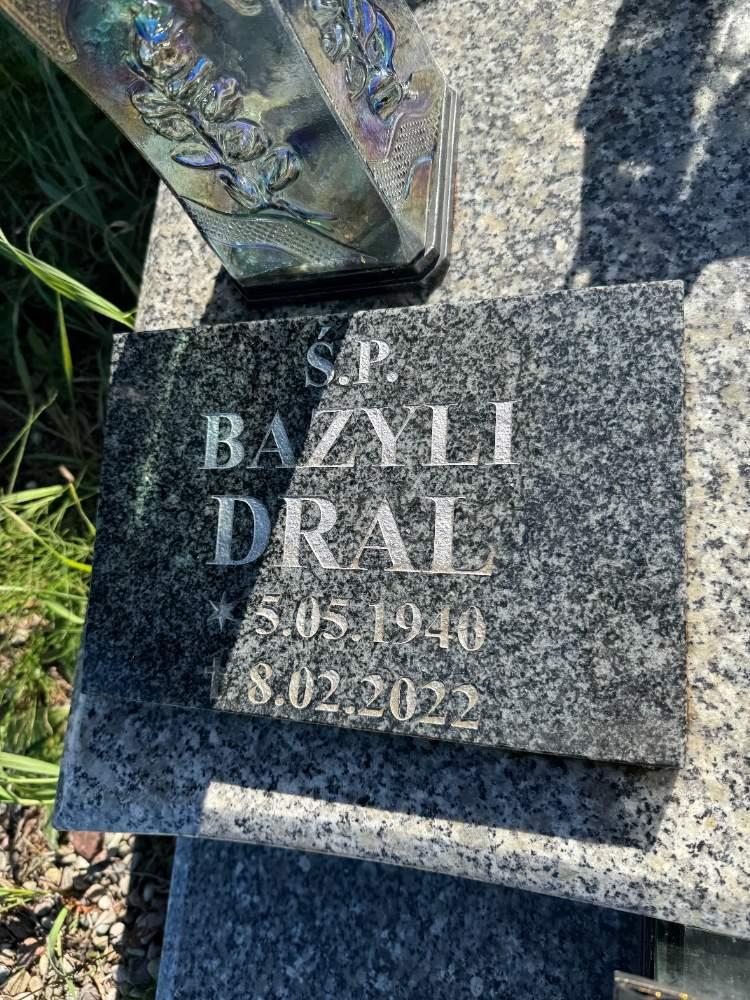 Ś.P.
BAZYLI
DRAL
* 5.05.1940
† 8.02.2022